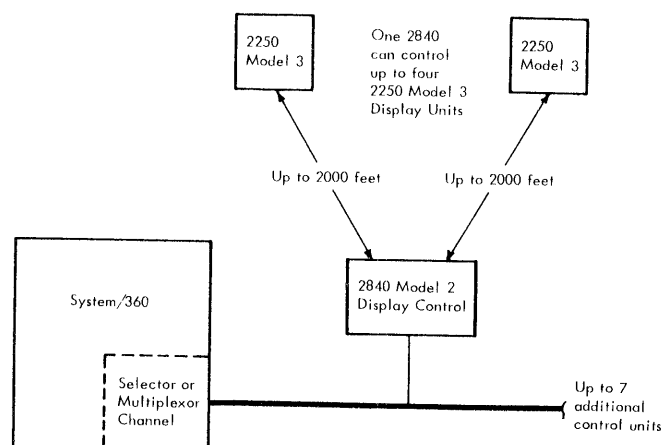 2250
Model 3
One 2840
can control
up to four
2250 Model 3
Display Units
2250
Model 3
Up to 2000 feet
Up to 2000 feet
2840 Model 2
Display Control
System/360
Selector or
Multiplexor
Channel
Up to 7
additional
control units